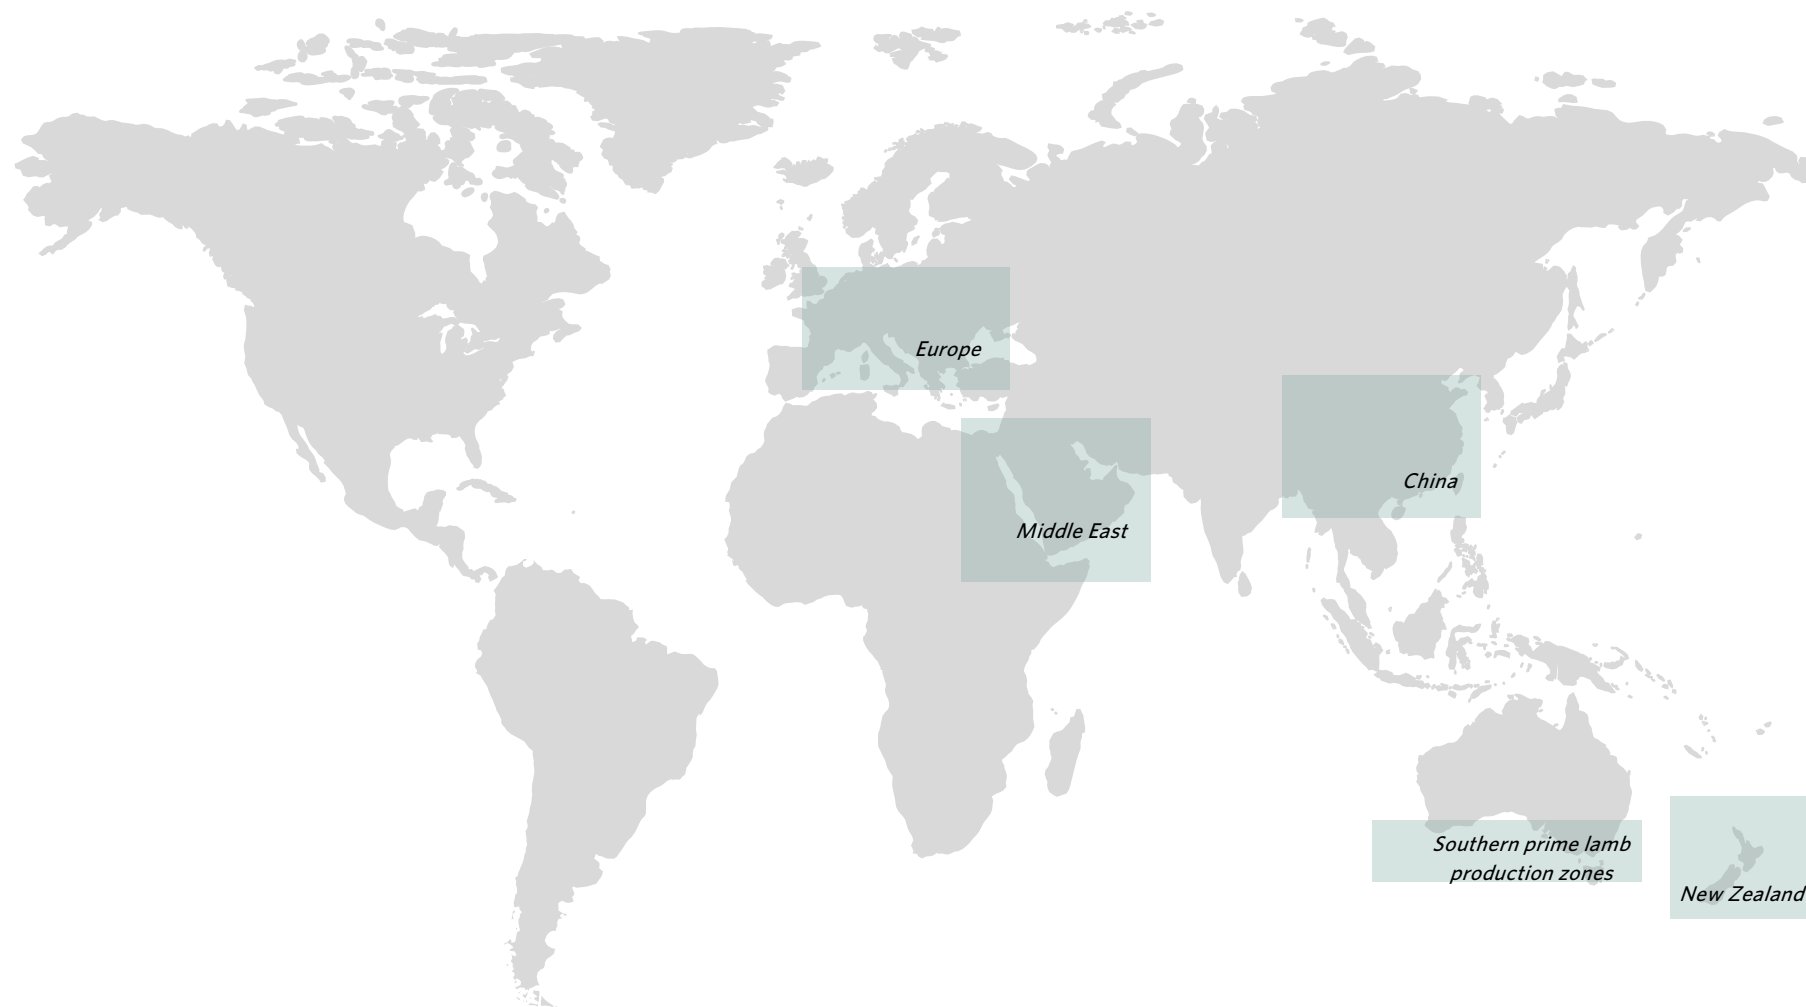 Europe
China
Middle East
Southern prime lamb
production zones
New Zealand